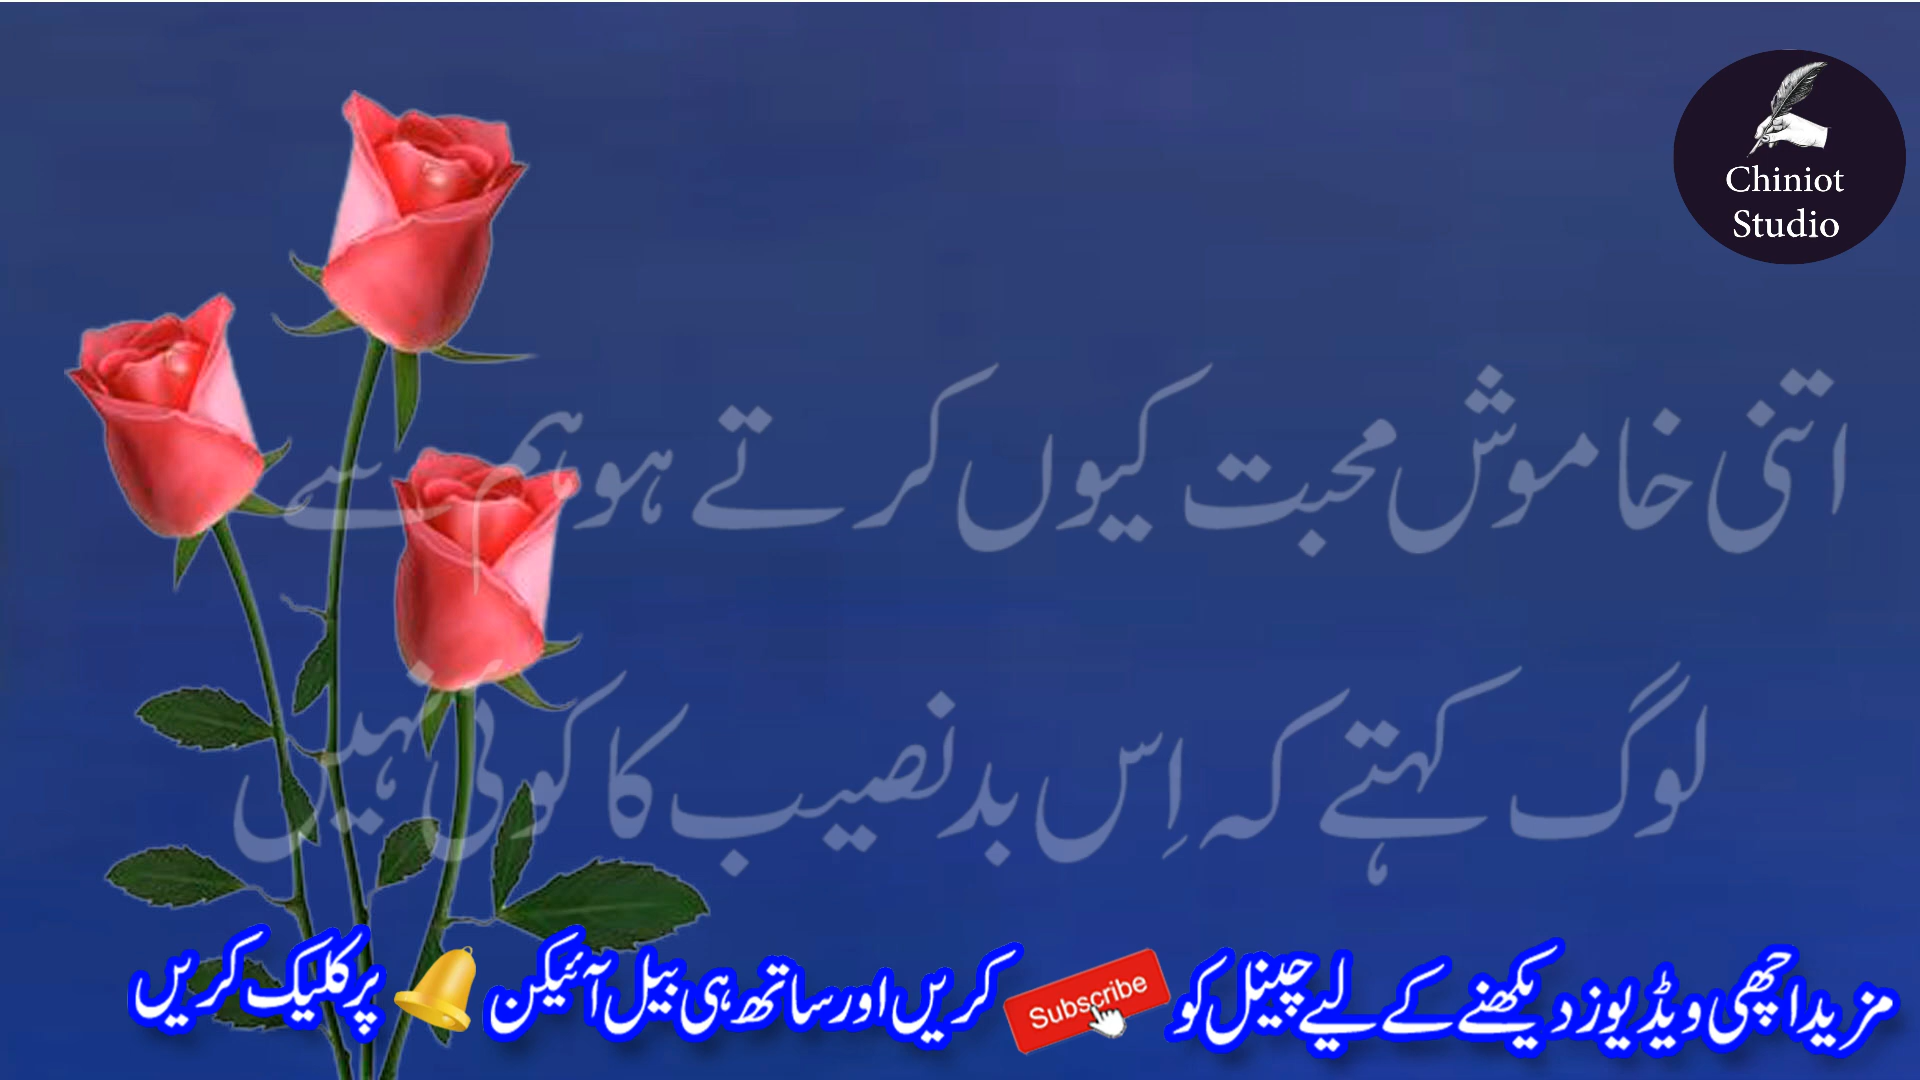 Chiniot
Studio
اتنی خاموش محبت کیوں کرتے ہو ہم سے
لوگ کہتے کہ اِس بدنصیب کا کوئی نہیں
مزید اچھی ویڈیوز دیکھنے کے لیے چینل کو Subscribe کریں اور ساتھ ہی بیل آئیکن پر کلیک کریں